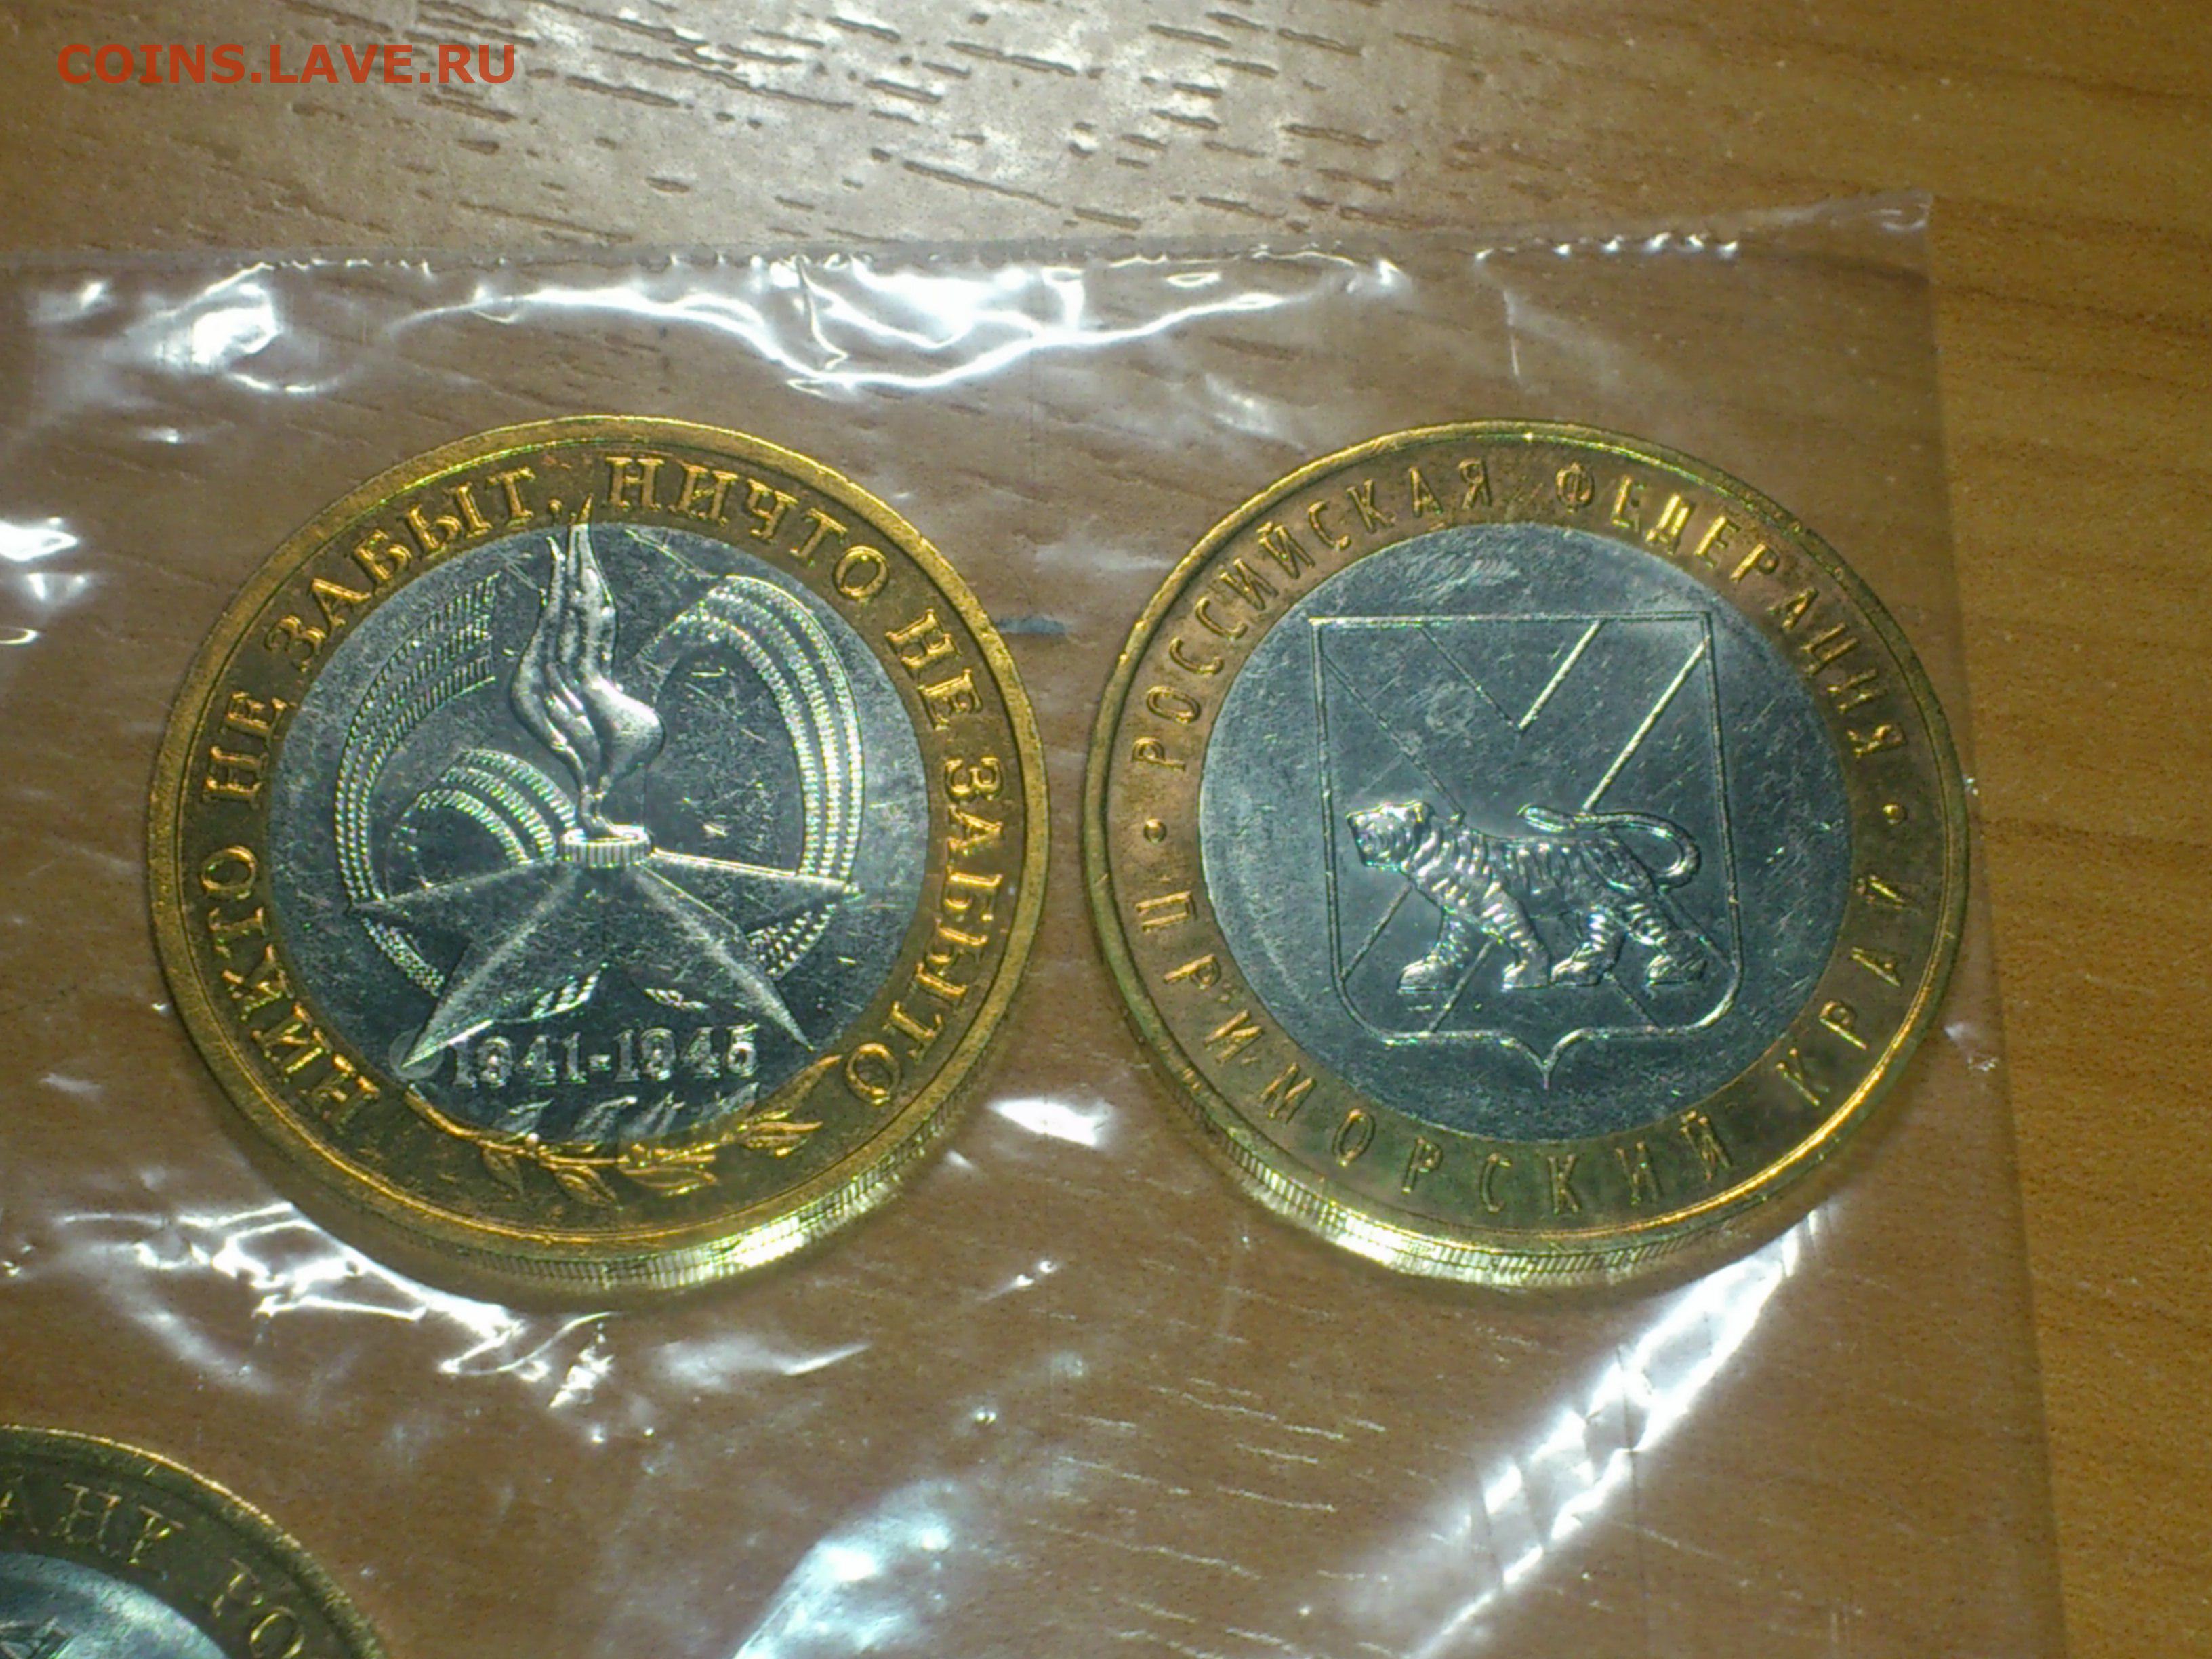 COINS.LAVE.RU
НИКТО НЕ ЗАБЫТ, НИЧТО НЕ ЗАБЫТО
1941-1945
• РОССИЙСКАЯ ФЕДЕРАЦИЯ •
ПРИМОРСКИЙ КРАЙ